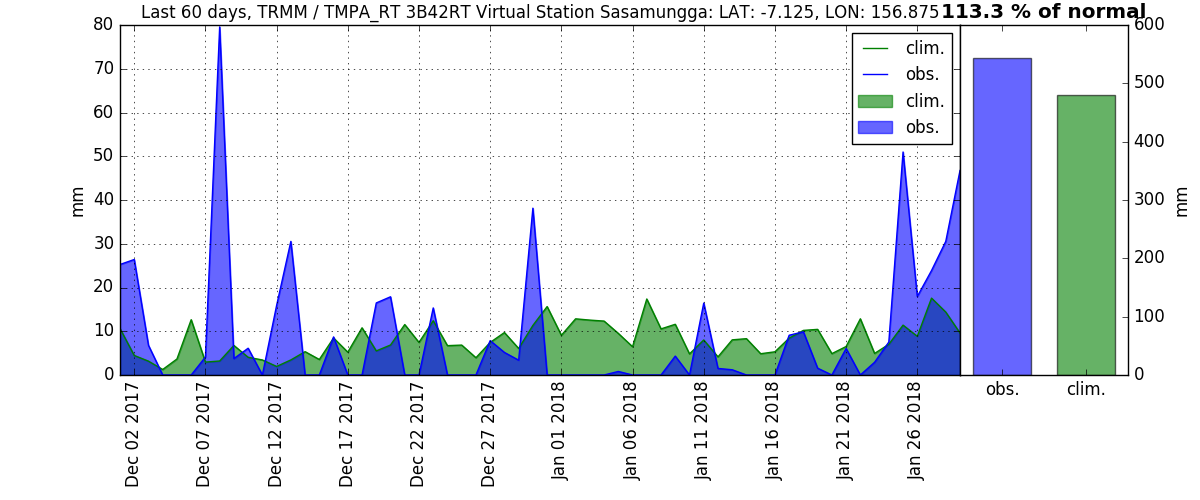 Last 60 days, TRMM / TMPA_RT 3B42RT Virtual Station Sasamungga: LAT: -7.125, LON: 156.875
113.3 % of normal
80
70
60
50
40
30
20
10
0
mm
clim.
obs.
clim.
obs.
Dec 02 2017
Dec 07 2017
Dec 12 2017
Dec 17 2017
Dec 22 2017
Dec 27 2017
Jan 01 2018
Jan 06 2018
Jan 11 2018
Jan 16 2018
Jan 21 2018
Jan 26 2018
600
500
400
300
200
100
0
mm
obs.
clim.